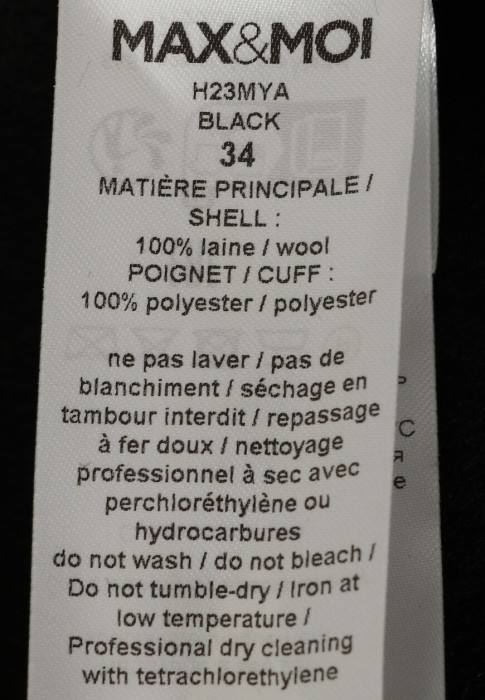 MAX&MOI
H23MYA
BLACK
34
MATIÈRE PRINCIPALE /
SHELL :
100% laine / wool
POIGNET / CUFF :
100% polyester / polyester
ne pas laver / pas de
blanchiment / séchage en
tambour interdit / repassage
à fer doux / nettoyage
professionnel à sec avec
perchloréthylène ou
hydrocarbures
do not wash / do not bleach /
Do not tumble-dry / Iron at
low temperature /
Professional dry cleaning
with tetrachlorethylene